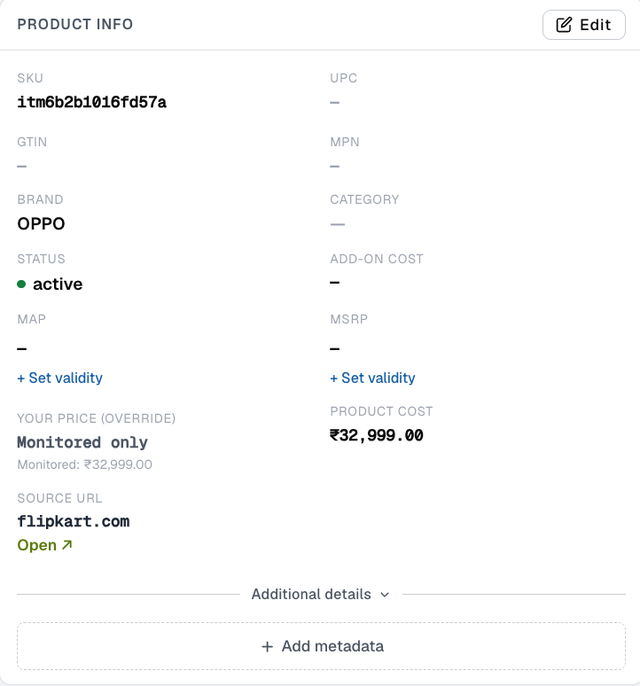 PRODUCT INFO
Edit
SKU
itm6b2b1016fd57a
UPC
—
GTIN
—
MPN
—
BRAND
OPPO
CATEGORY
—
STATUS
active
ADD-ON COST
—
MAP
—
+ Set validity
MSRP
—
+ Set validity
YOUR PRICE (OVERRIDE)
Monitored only
Monitored: ₹32,999.00
PRODUCT COST
₹32,999.00
SOURCE URL
flipkart.com
Open ↗
Additional details
+ Add metadata